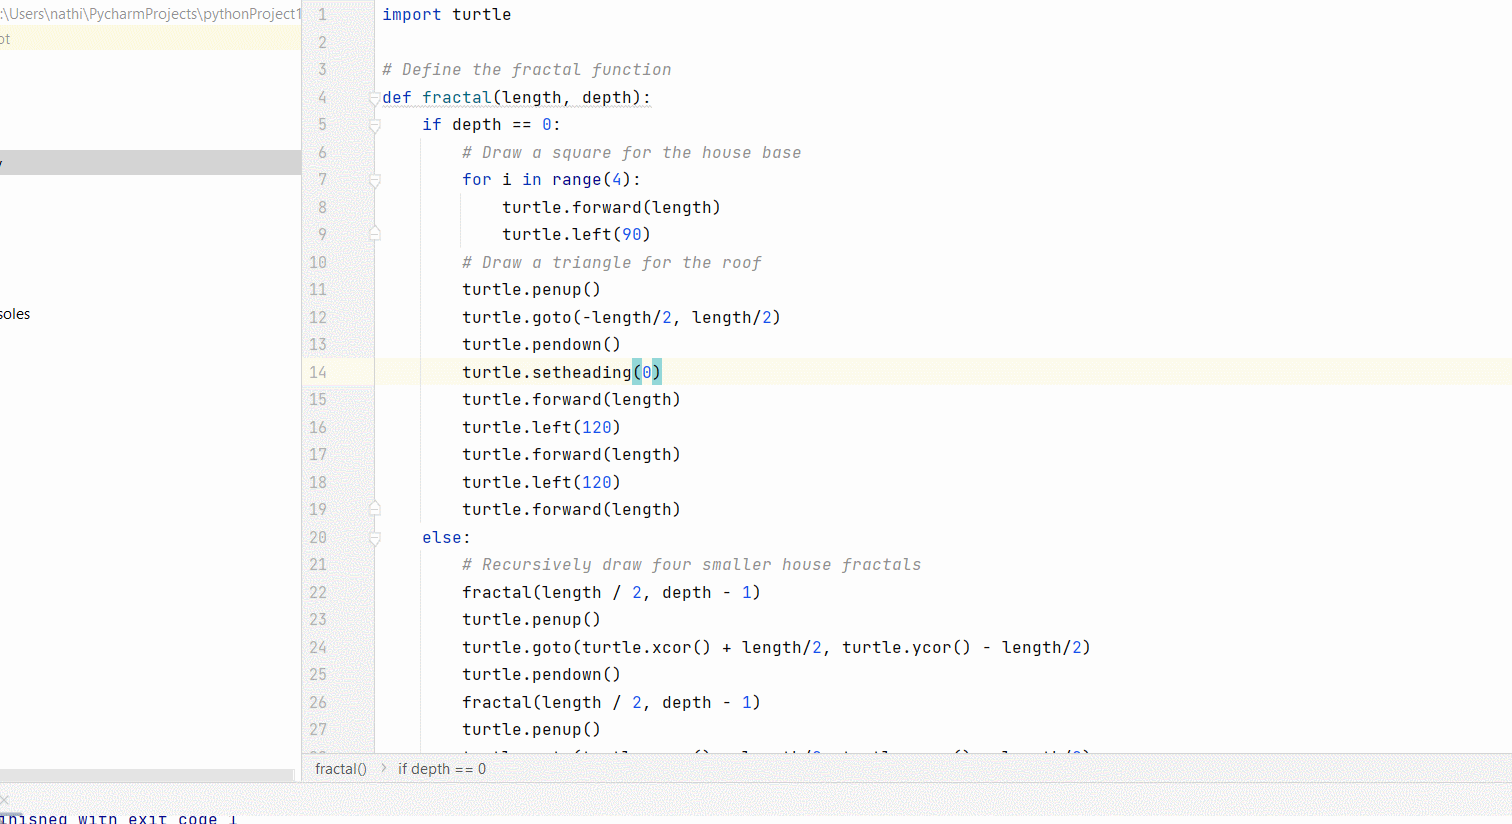 :\Users\nathi\PycharmProjects\pythonProject1
ot
soles
1 import turtle
2
3 # Define the fractal function
4 def fractal(length, depth):
5     if depth == 0:
6         # Draw a square for the house base
7         for i in range(4):
8             turtle.forward(length)
9             turtle.left(90)
10         # Draw a triangle for the roof
11         turtle.penup()
12         turtle.goto(-length/2, length/2)
13         turtle.pendown()
14         turtle.setheading(0)
15         turtle.forward(length)
16         turtle.left(120)
17         turtle.forward(length)
18         turtle.left(120)
19         turtle.forward(length)
20     else:
21         # Recursively draw four smaller house fractals
22         fractal(length / 2, depth - 1)
23         turtle.penup()
24         turtle.goto(turtle.xcor() + length/2, turtle.ycor() - length/2)
25         turtle.pendown()
26         fractal(length / 2, depth - 1)
27         turtle.penup()
fractal() › if depth == 0
inished with exit code 1